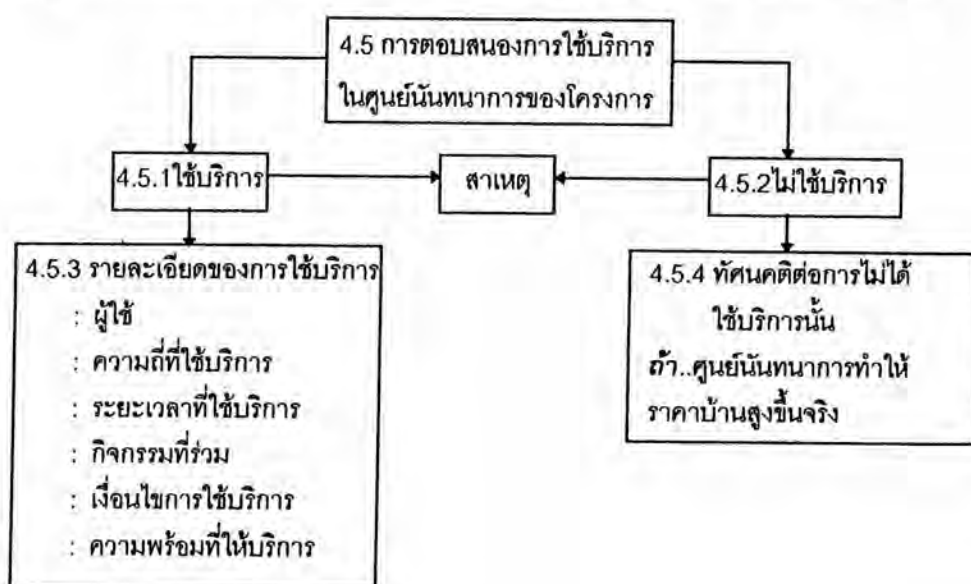 4.5 การตอบสนองการใช้บริการ
ในศูนย์นันทนาการของโครงการ
4.5.1ใช้บริการ
สาเหตุ
4.5.2ไม่ใช้บริการ
4.5.3 รายละเอียดของการใช้บริการ
: ผู้ใช้
: ความถี่ที่ใช้บริการ
: ระยะเวลาที่ใช้บริการ
: กิจกรรมที่ร่วม
: เงื่อนไขการใช้บริการ
: ความพร้อมที่ให้บริการ
4.5.4 ทัศนคติต่อการไม่ได้
ใช้บริการนั้น
ถ้า..ศูนย์นันทนาการทำให้
ราคาบ้านสูงขึ้นจริง